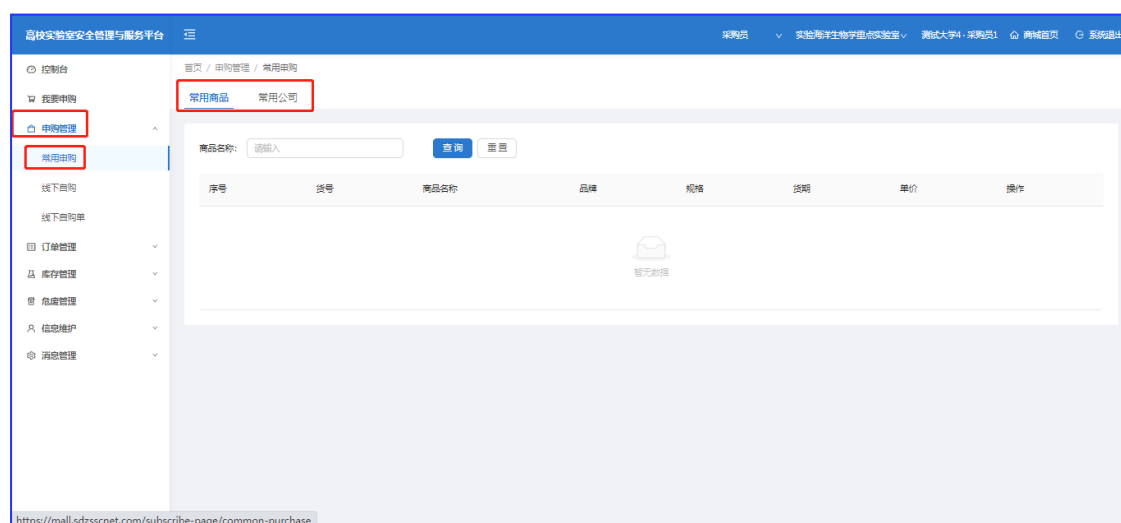 高校实验室安全管理与服务平台
采购员 实验海洋生物学重点实验室 测试大学4 - 采购员1 商城首页 系统退出
控制台
我要申购
申购管理
常用申购
线下自购
线下自购单
订单管理
库存管理
危废管理
信息维护
消息管理
首页 / 申购管理 / 常用申购
常用商品 常用公司
商品名称: 请输入 查询 重置
序号 货号 商品名称 品牌 规格 货期 单价 操作
暂无数据
https://mall.sdzsscnet.com/subscribe-page/common-purchase